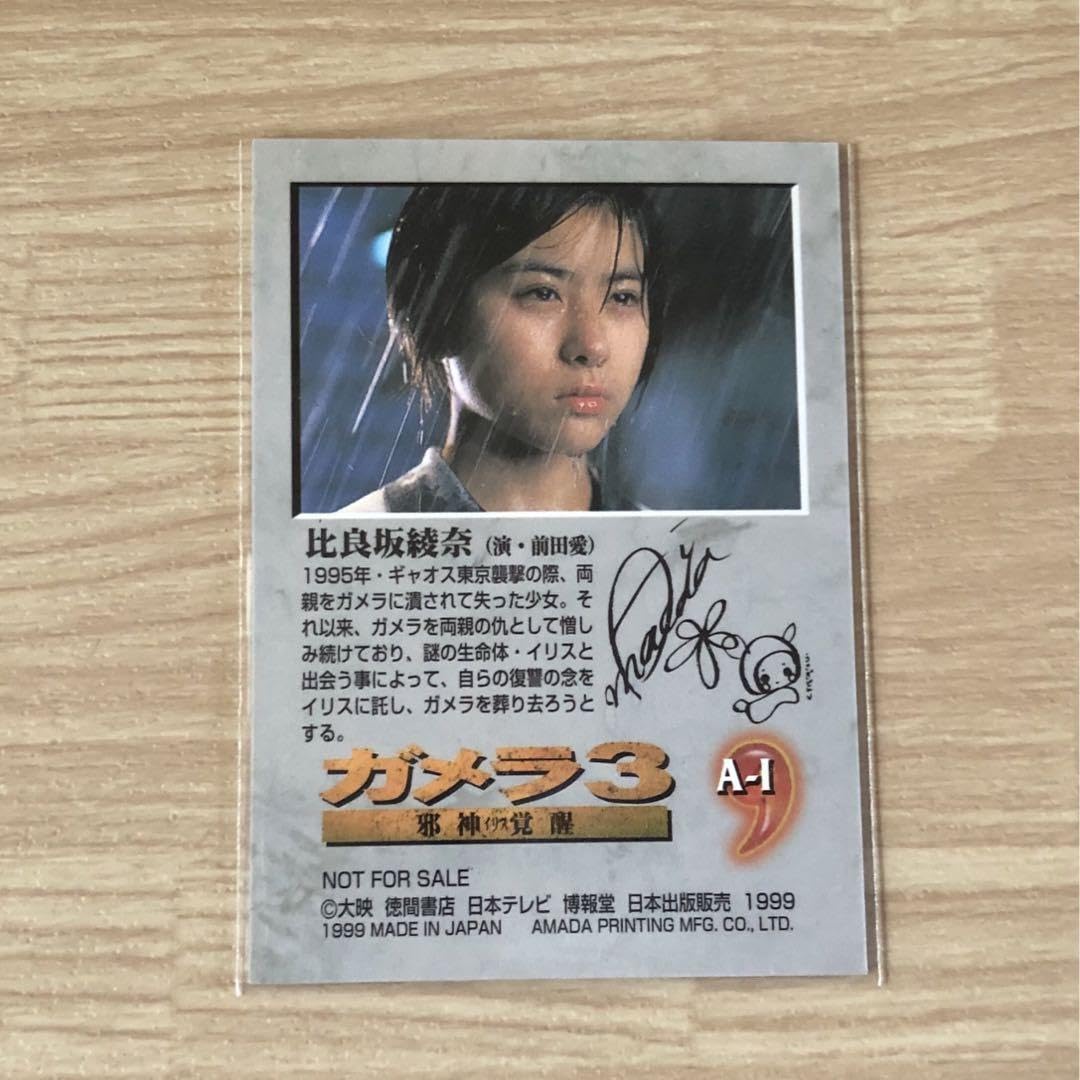 比良坂綾奈（演・前田愛）
1995年・ギャオス東京襲撃の際、両
親をガメラに潰されて失った少女。そ
れ以来、ガメラを両親の仇として憎し
み続けており、謎の生命体・イリスと
出会う事によって、自らの復讐の念を
イリスに託し、ガメラを葬り去ろうと
する。
ガメラ3
邪神イリス覚醒
A-1
NOT FOR SALE
©大映 徳間書店 日本テレビ 博報堂 日本出版販売 1999
1999 MADE IN JAPAN AMADA PRINTING MFG. CO., LTD.